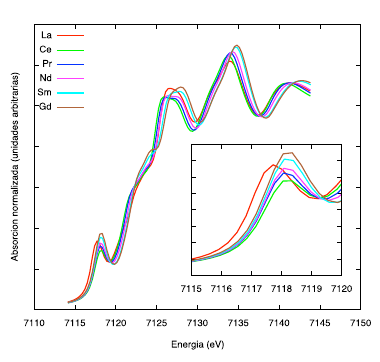 La
Ce
Pr
Nd
Sm
Gd
Absorcion normalizada (unidades arbitrarias)
7115 7116 7117 7118 7119 7120
7110 7115 7120 7125 7130 7135 7140 7145 7150
Energia (eV)